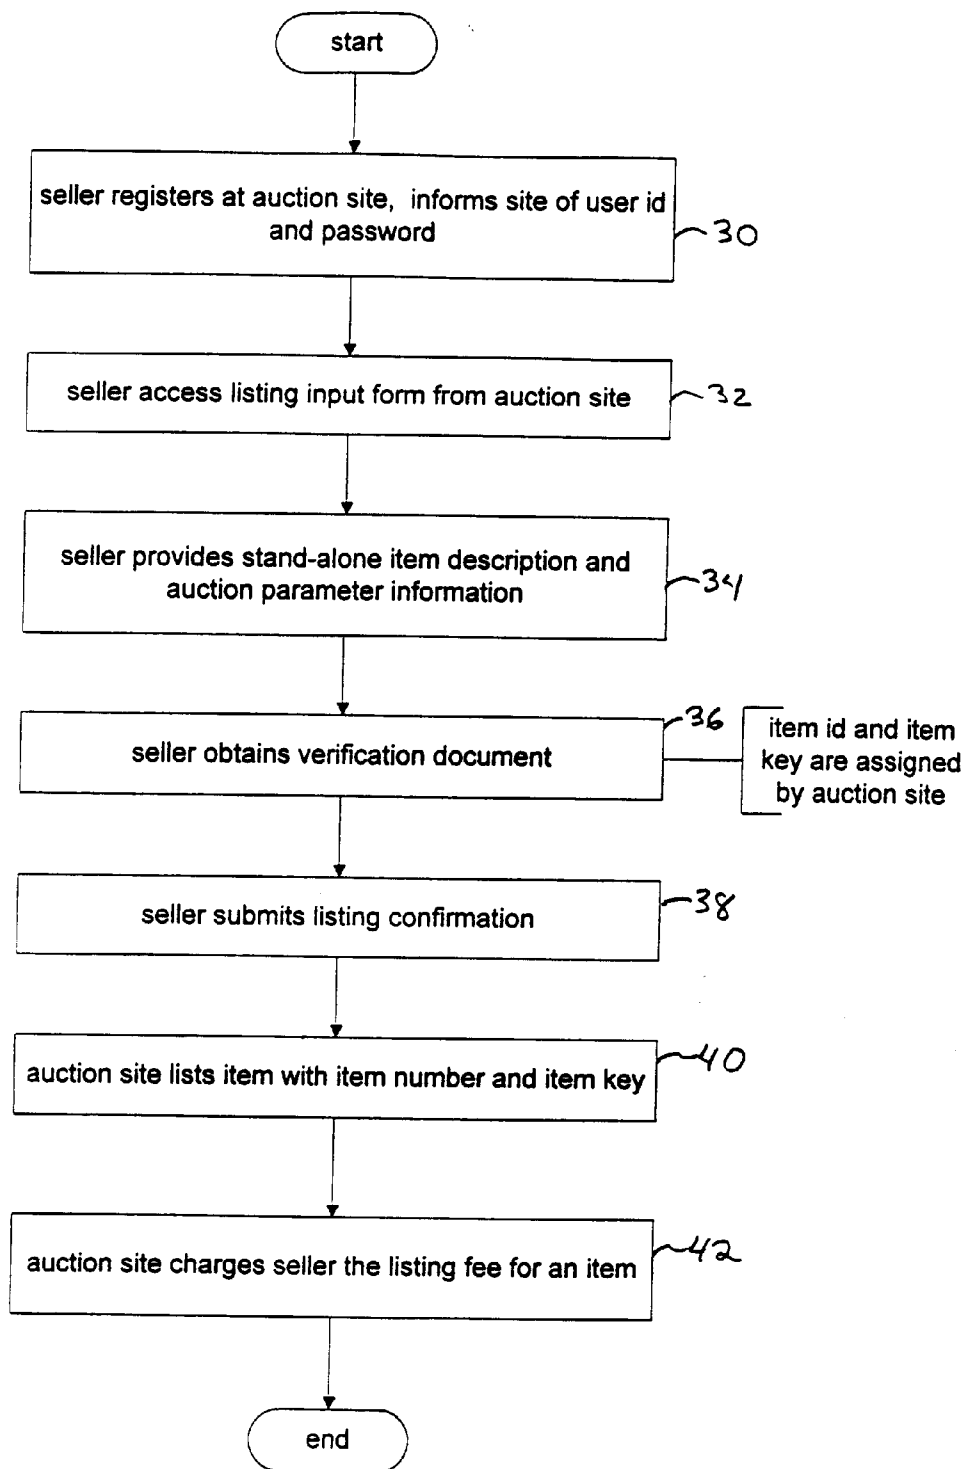 start
seller registers at auction site, informs site of user id
and password
30
seller access listing input form from auction site
32
seller provides stand-alone item description and
auction parameter information
34
seller obtains verification document
36
item id and item
key are assigned
by auction site
seller submits listing confirmation
38
auction site lists item with item number and item key
40
auction site charges seller the listing fee for an item
42
end